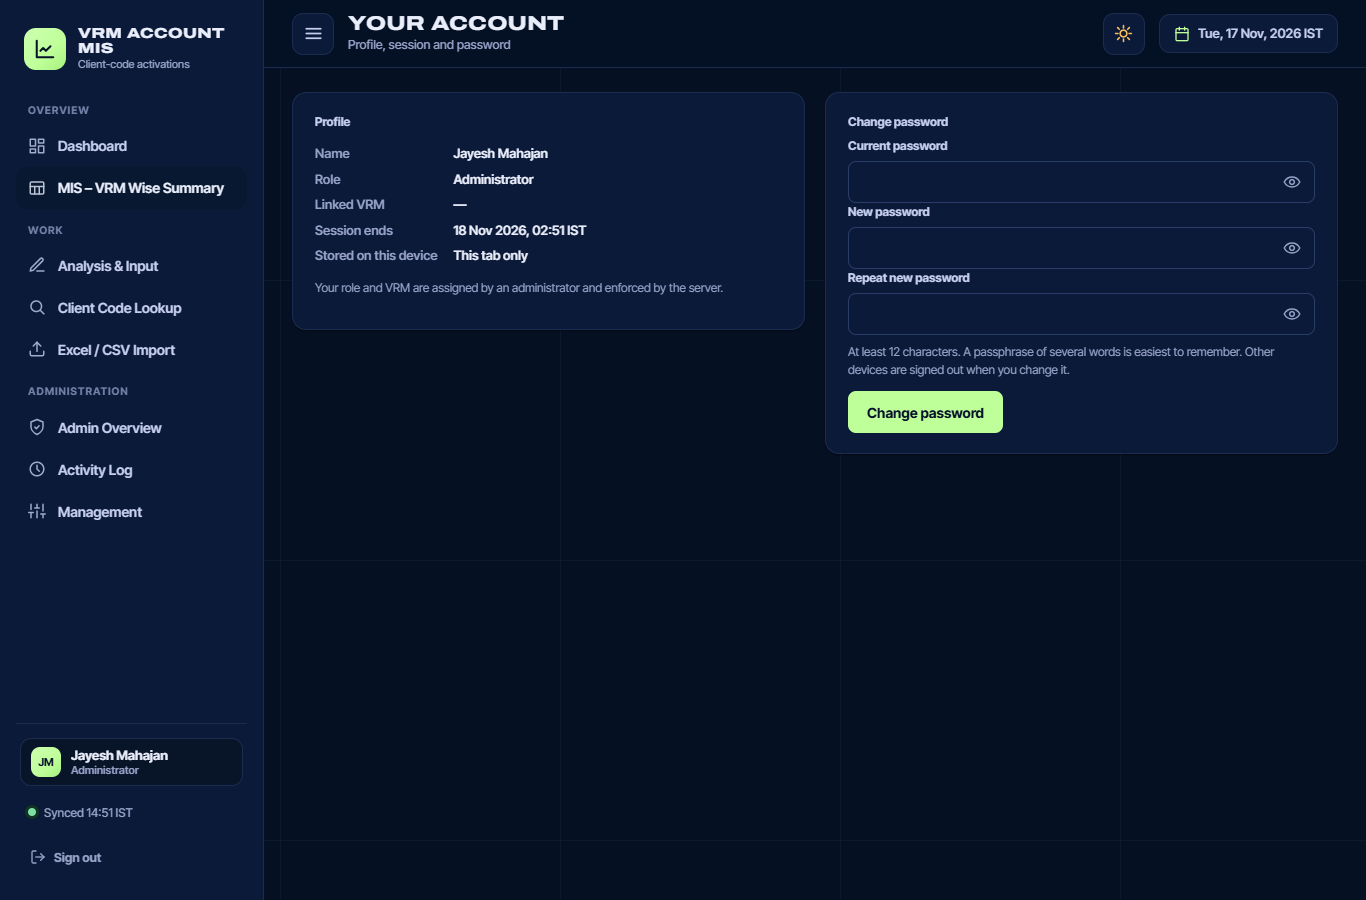 VRM ACCOUNT
MIS
Client-code activations
OVERVIEW
Dashboard
MIS – VRM Wise Summary
WORK
Analysis & Input
Client Code Lookup
Excel / CSV Import
ADMINISTRATION
Admin Overview
Activity Log
Management
JM
Jayesh Mahajan
Administrator
Synced 14:51 IST
Sign out
YOUR ACCOUNT
Profile, session and password
Tue, 17 Nov, 2026 IST
Profile
Name Jayesh Mahajan
Role Administrator
Linked VRM —
Session ends 18 Nov 2026, 02:51 IST
Stored on this device This tab only
Your role and VRM are assigned by an administrator and enforced by the server.
Change password
Current password
New password
Repeat new password
At least 12 characters. A passphrase of several words is easiest to remember. Other
devices are signed out when you change it.
Change password